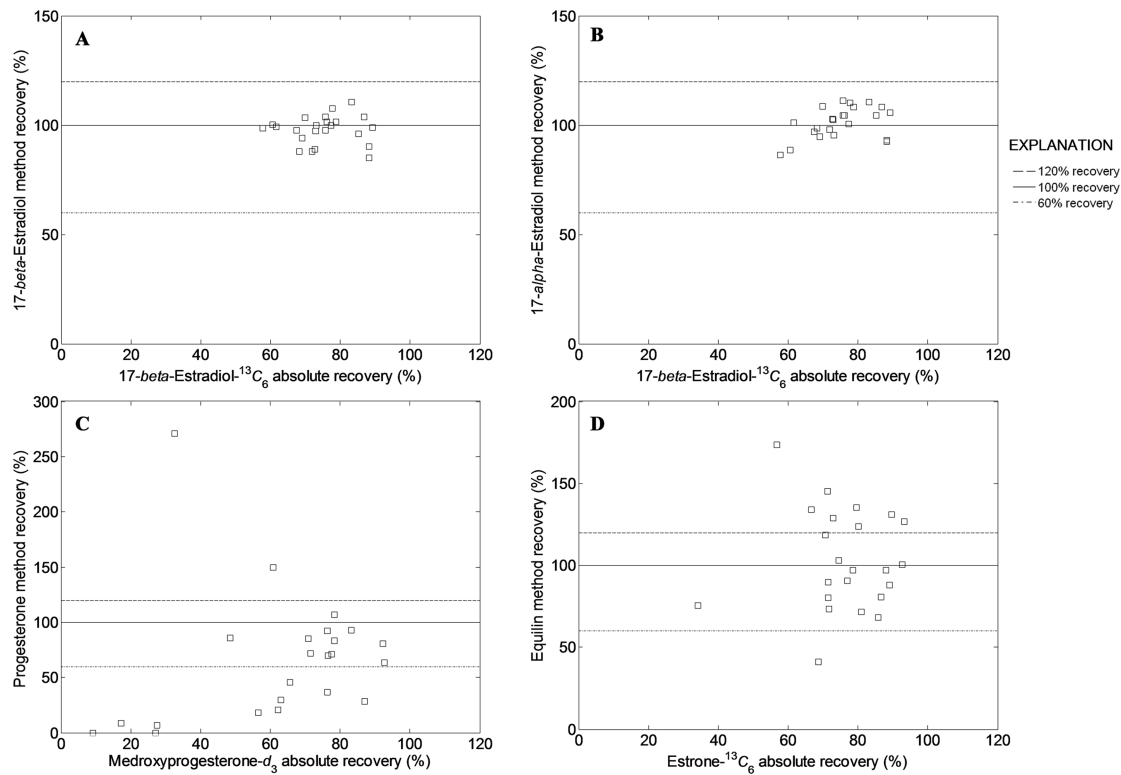 A
17-beta-Estradiol method recovery (%)
150
100
50
0
0 20 40 60 80 100 120
17-beta-Estradiol-13C6 absolute recovery (%)
B
17-alpha-Estradiol method recovery (%)
150
100
50
0
0 20 40 60 80 100 120
17-beta-Estradiol-13C6 absolute recovery (%)
EXPLANATION
120% recovery
100% recovery
60% recovery
C
Progesterone method recovery (%)
300
250
200
150
100
50
0
0 20 40 60 80 100 120
Medroxyprogesterone-d3 absolute recovery (%)
D
Equilin method recovery (%)
200
150
100
50
0
0 20 40 60 80 100 120
Estrone-13C6 absolute recovery (%)